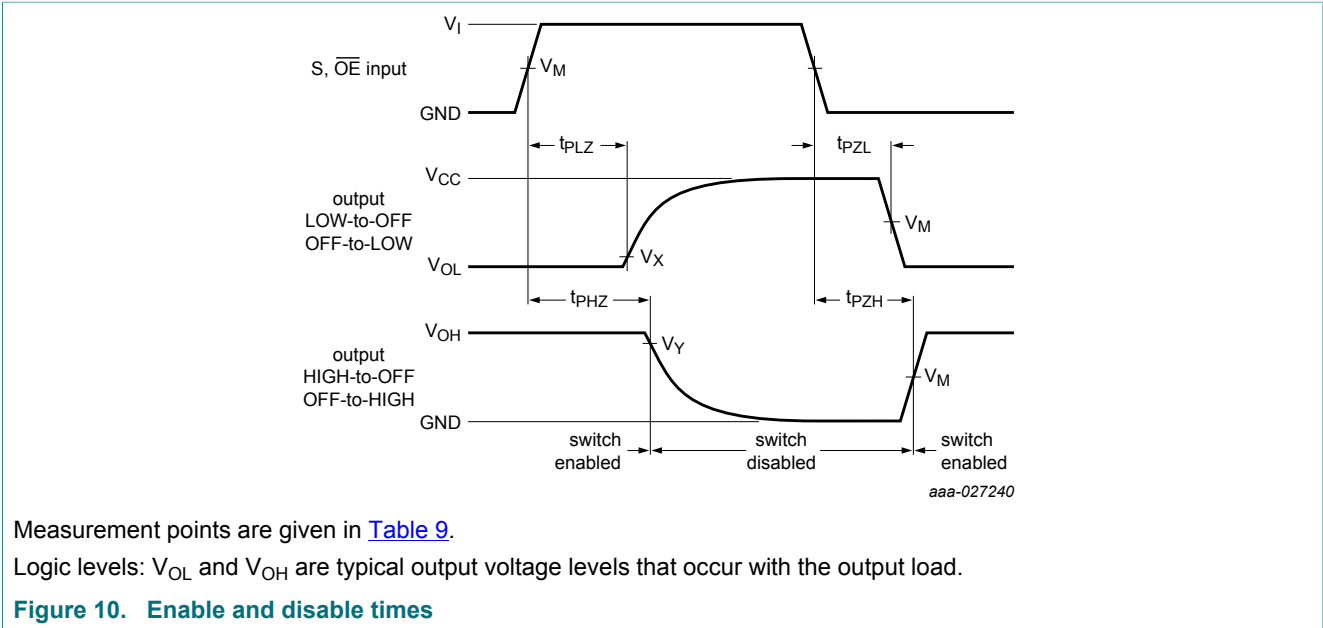 V_I
S, O̅E̅ input
V_M
GND
t_PLZ
t_PZL
V_CC
output
LOW-to-OFF
OFF-to-LOW
V_M
V_X
V_OL
t_PHZ
t_PZH
V_OH
V_Y
output
HIGH-to-OFF
OFF-to-HIGH
V_M
GND
switch
enabled
switch
disabled
switch
enabled
aaa-027240
Measurement points are given in Table 9.
Logic levels: V_OL and V_OH are typical output voltage levels that occur with the output load.
Figure 10. Enable and disable times